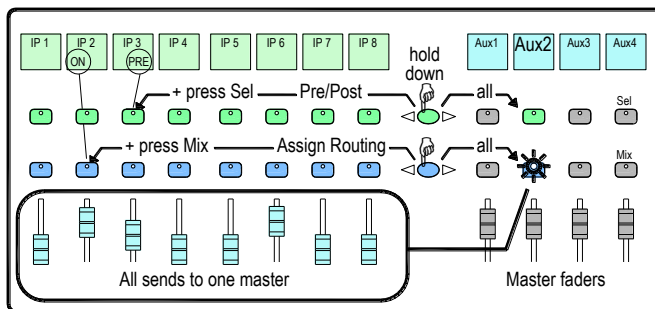 IP 1 IP 2 IP 3 IP 4 IP 5 IP 6 IP 7 IP 8 Aux1 Aux2 Aux3 Aux4
ON PRE
hold
down
+ press Sel Pre/Post all Sel
+ press Mix Assign Routing all Mix
All sends to one master Master faders